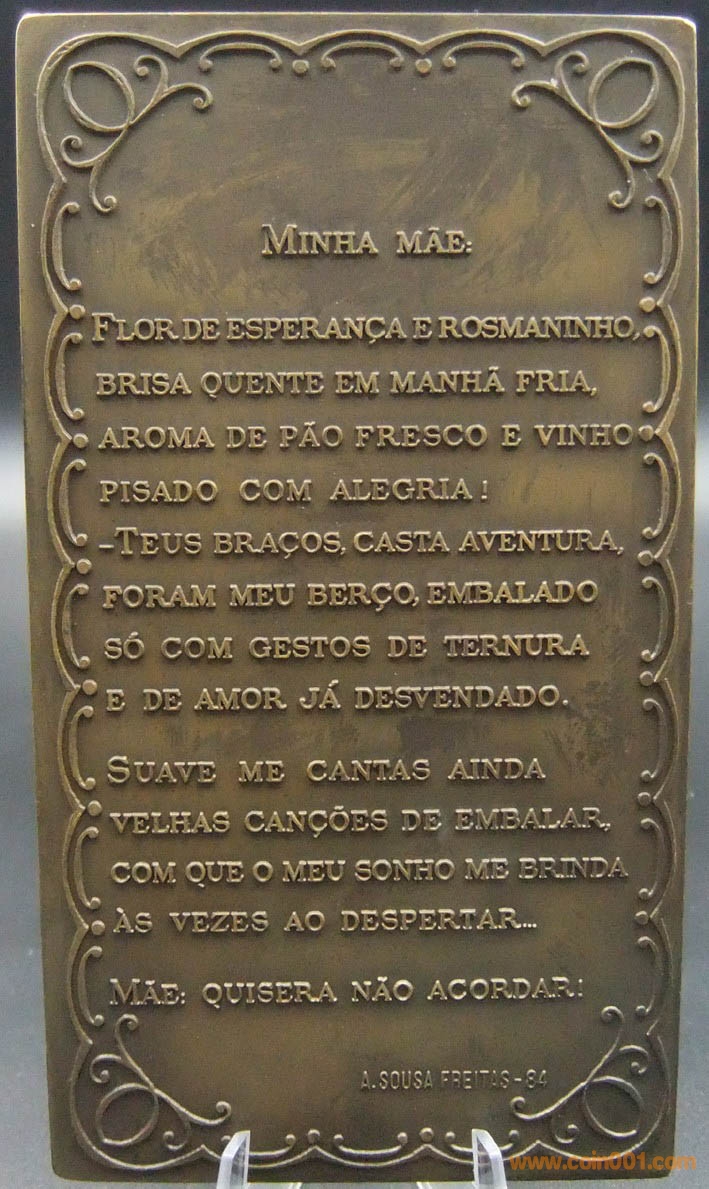 MINHA MÃE:
FLOR DE ESPERANÇA E ROSMANINHO,
BRISA QUENTE EM MANHÃ FRIA,
AROMA DE PÃO FRESCO E VINHO
PISADO COM ALEGRIA!
-TEUS BRAÇOS, CASTA AVENTURA,
FORAM MEU BERÇO, EMBALADO
SÓ COM GESTOS DE TERNURA
E DE AMOR JÁ DESVENDADO.
SUAVE ME CANTAS AINDA
VELHAS CANÇÕES DE EMBALAR,
COM QUE O MEU SONHO ME BRINDA
ÀS VEZES AO DESPERTAR...
MÃE: QUISERA NÃO ACORDAR!
A. SOUSA FREITAS-84
www.coin001.com